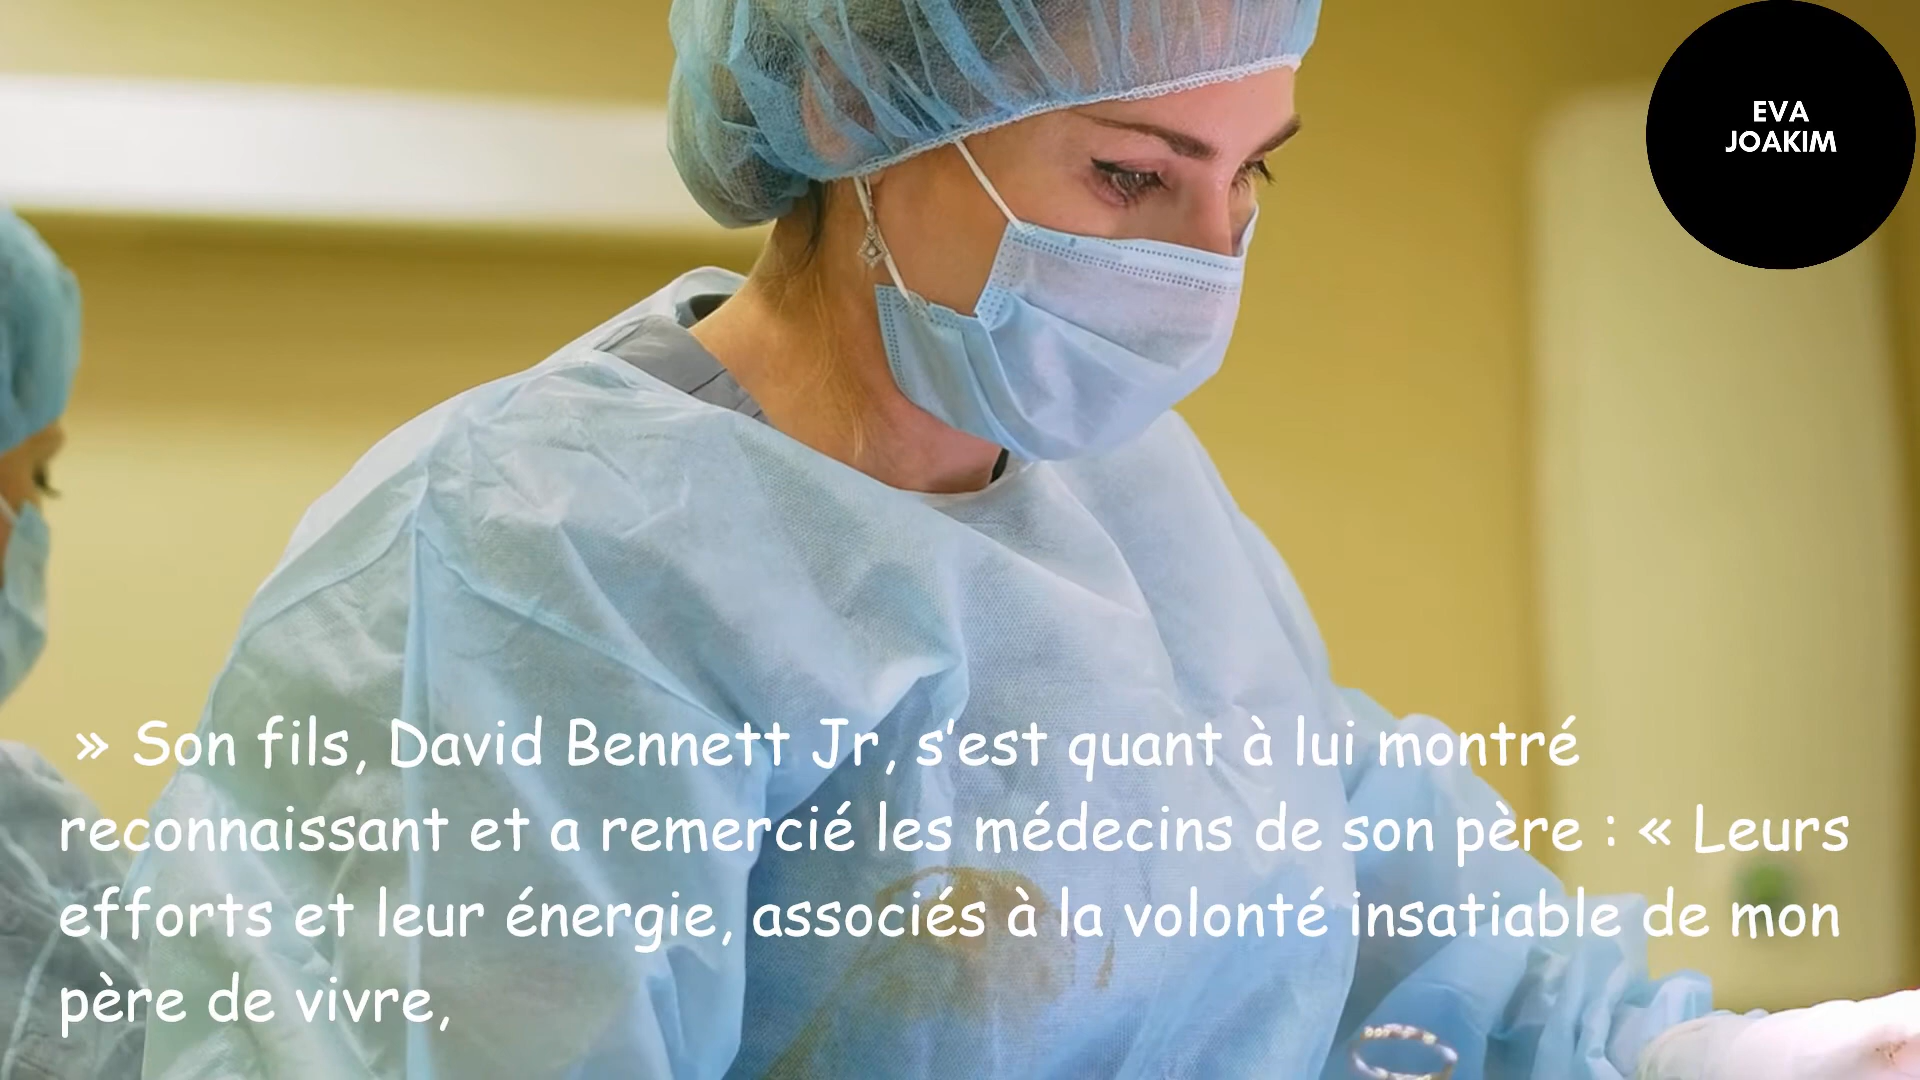 EVA
JOAKIM
» Son fils, David Bennett Jr, s’est quant à lui montré
reconnaissant et a remercié les médecins de son père : « Leurs
efforts et leur énergie, associés à la volonté insatiable de mon
père de vivre,